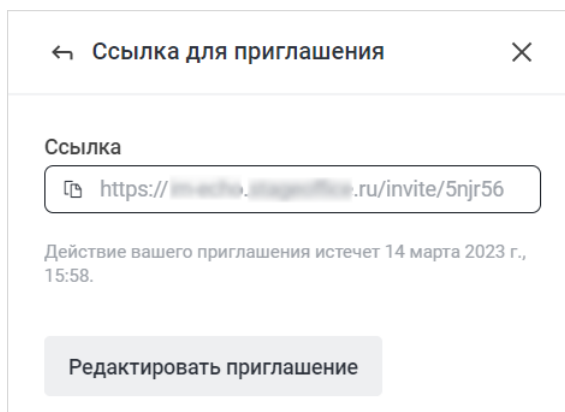 Ссылка для приглашения
Ссылка
https:// . .ru/invite/5njr56
Действие вашего приглашения истечет 14 марта 2023 г.,
15:58.
Редактировать приглашение